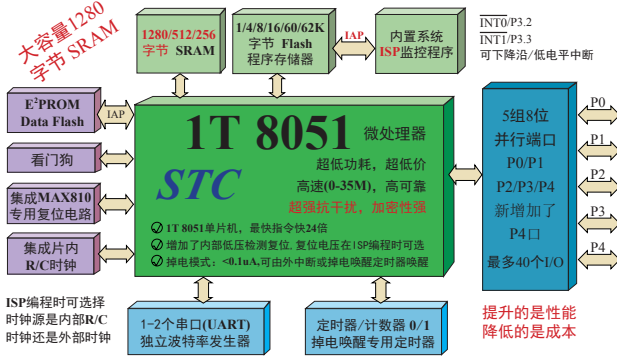 大容量1280
字节 SRAM
1280/512/256
字节 SRAM
1/4/8/16/60/62K
字节 Flash
程序存储器
IAP
内置系统
ISP监控程序
INT0/P3.2
INT1/P3.3
可下降沿/低电平中断
E²PROM
Data Flash
IAP
看门狗
集成MAX810
专用复位电路
集成片内
R/C时钟
1T 8051 微处理器
STC
超低功耗，超低价
高速(0-35M)，高可靠
超强抗干扰，加密性强
1T 8051单片机，最快指令快24倍
增加了内部低压检测复位,复位电压在ISP编程时可选
掉电模式：<0.1uA,可由外中断或掉电唤醒定时器唤醒
5组8位
并行端口
P0/P1
P2/P3/P4
新增加了
P4口
最多40个I/O
P0
P1
P2
P3
P4
ISP编程时可选择
时钟源是内部R/C
时钟还是外部时钟
1-2个串口(UART)
独立波特率发生器
定时器/计数器 0/1
掉电唤醒专用定时器
提升的是性能
降低的是成本